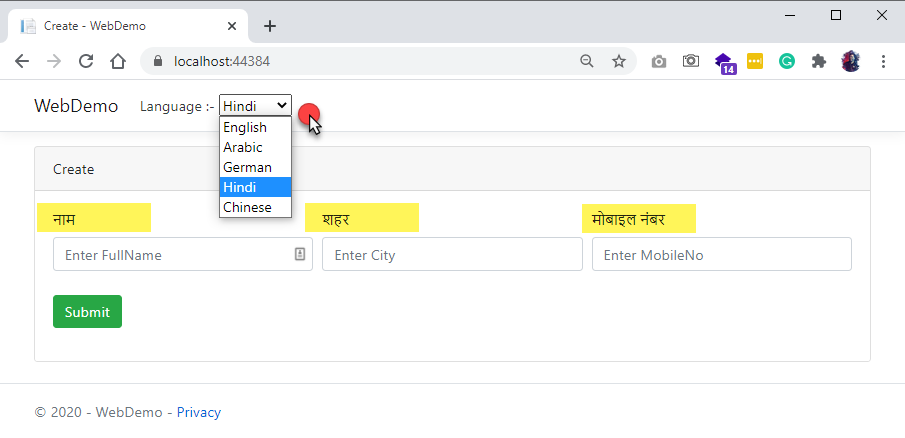 Create - WebDemo
localhost:44384
14
WebDemo
Language :-
Hindi
English
Arabic
German
Hindi
Chinese
Create
नाम
शहर
मोबाइल नंबर
Enter FullName
Enter City
Enter MobileNo
Submit
© 2020 - WebDemo - Privacy